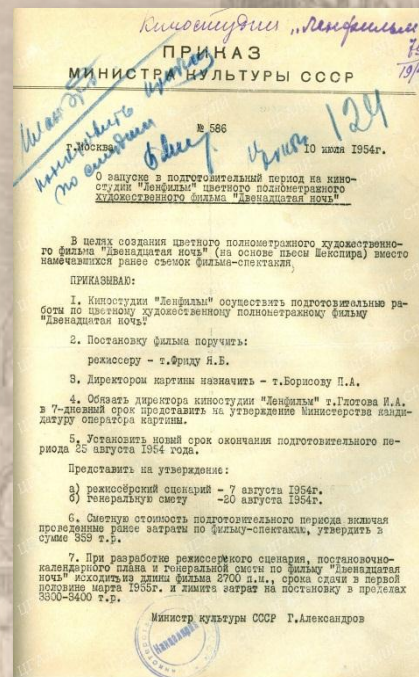 Киностудии „Ленфильм"
ПРИКАЗ
МИНИСТРА КУЛЬТУРЫ СССР
№ 586
124
г.Москва
10 июля 1954г.
О запуске в подготовительный период на кино-
студии "Ленфильм" цветного полнометражного
художественного фильма "Двенадцатая ночь"
В целях создания цветного полнометражного художественно-
го фильма "Двенадцатая ночь" (на основе пьесы Шекспира) вместо
намечавшихся ранее съемок фильма-спектакля,
ПРИКАЗЫВАЮ:
1. Киностудии "Ленфильм" осуществить подготовительные ра-
боты по цветному художественному полнометражному фильму
"Двенадцатая ночь"
2. Постановку фильма поручить:
режиссеру - т.Фриду Я.Б.
3. Директором картины назначить - т.Борисову П.А.
4. Обязать директора киностудии "Ленфильм" т.Глотова И.А.
в 7-дневный срок представить на утверждение Министерства канди-
датуру оператора картины.
5. Установить новый срок окончания подготовительного пе-
риода 25 августа 1954 года.
Представить на утверждение:
а) режиссёрский сценарий - 7 августа 1954г.
б) генеральную смету -20 августа 1954г.
6. Сметную стоимость подготовительного периода включая
проведенные ранее затраты по фильму-спектаклю, утвердить в
сумме 359 т.р.
7. При разработке режиссерского сценария, постановочно-
календарного плана и генеральной сметы по фильму "Двенадцатая
ночь" исходить из длины фильма 2700 п.м., срока сдачи в первой
половине марта 1955г. и лимита затрат на постановку в пределах
3300-3400 т.р.
Министр культуры СССР Г.Александров
Канцелярия